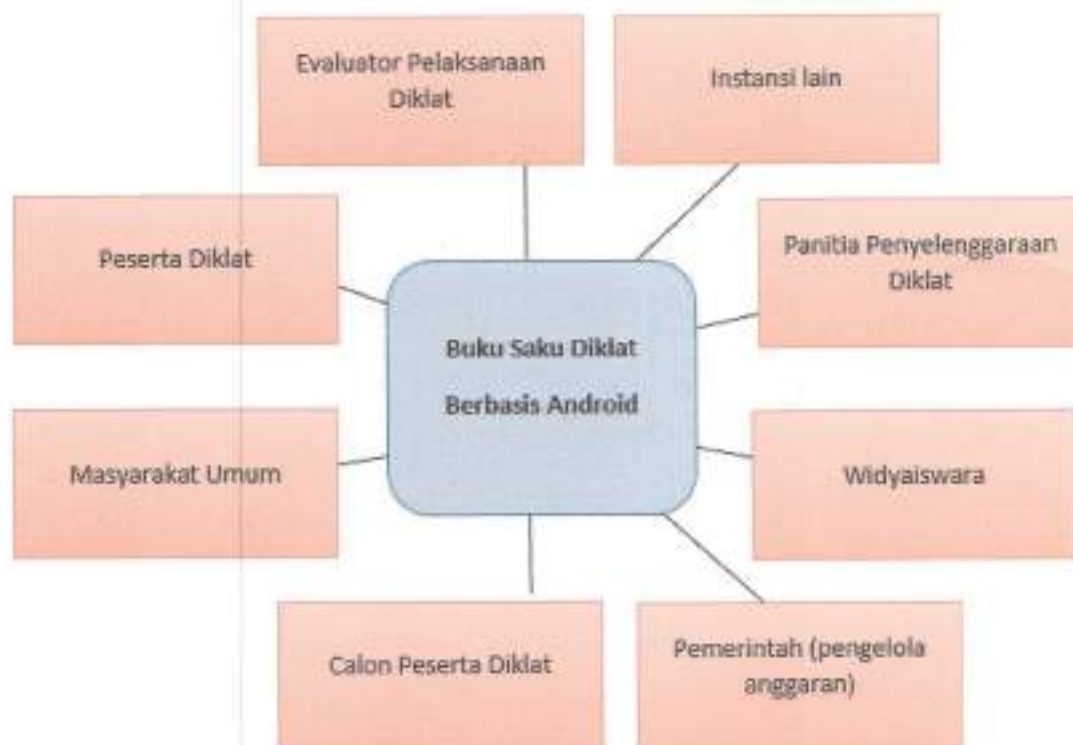 Evaluator Pelaksanaan
Diklat
Instansi lain
Peserta Diklat
Panitia Penyelenggaraan
Diklat
Buku Saku Diklat
Berbasis Android
Masyarakat Umum
Widyaiswara
Calon Peserta Diklat
Pemerintah (pengelola
anggaran)